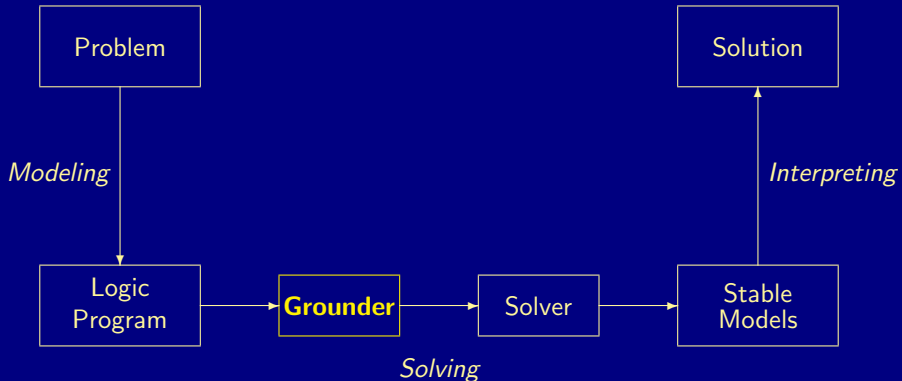 Problem
Solution
Modeling
Interpreting
Logic
Program
Grounder
Solver
Stable
Models
Solving